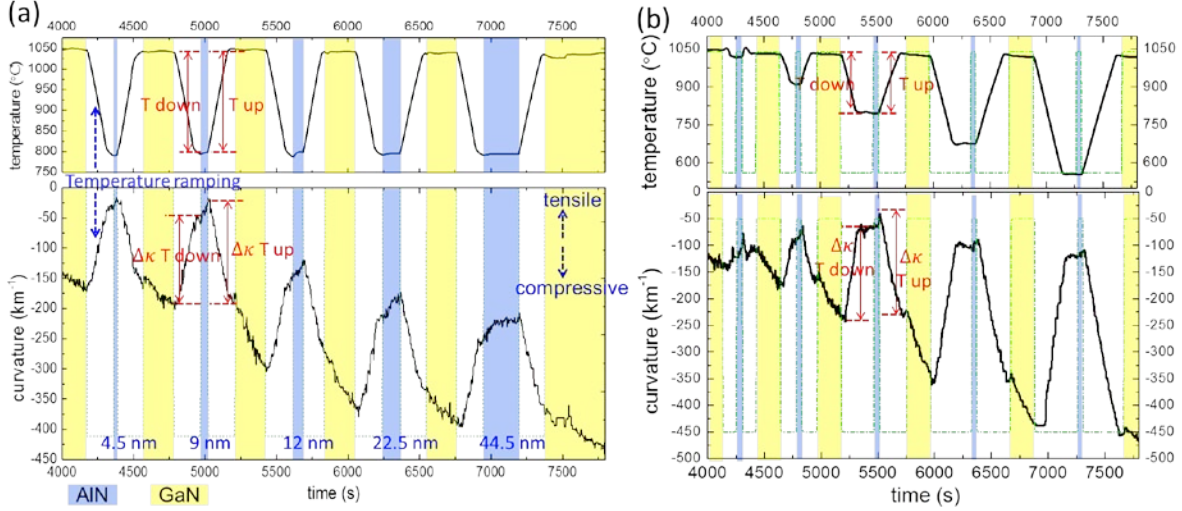 (a)
4000 4500 5000 5500 6000 6500 7000 7500
1050
1000
950
900
850
800
750
temperature (°C)
T down
T up
Temperature ramping
0
-50
-100
-150
-200
-250
-300
-350
-400
-450
curvature (km⁻¹)
Δκ T down
Δκ T up
tensile
compressive
4.5 nm 9 nm 12 nm 22.5 nm 44.5 nm
4000 4500 5000 5500 6000 6500 7000 7500
time (s)
AlN
GaN
(b)
4000 4500 5000 5500 6000 6500 7000 7500
1050
900
750
600
temperature (°C)
1050
900
750
600
T down
T up
0
-50
-100
-150
-200
-250
-300
-350
-400
-450
-500
curvature (km⁻¹)
0
-50
-100
-150
-200
-250
-300
-350
-400
-450
-500
Δκ
T down
Δκ
T up
4000 4500 5000 5500 6000 6500 7000 7500
time (s)